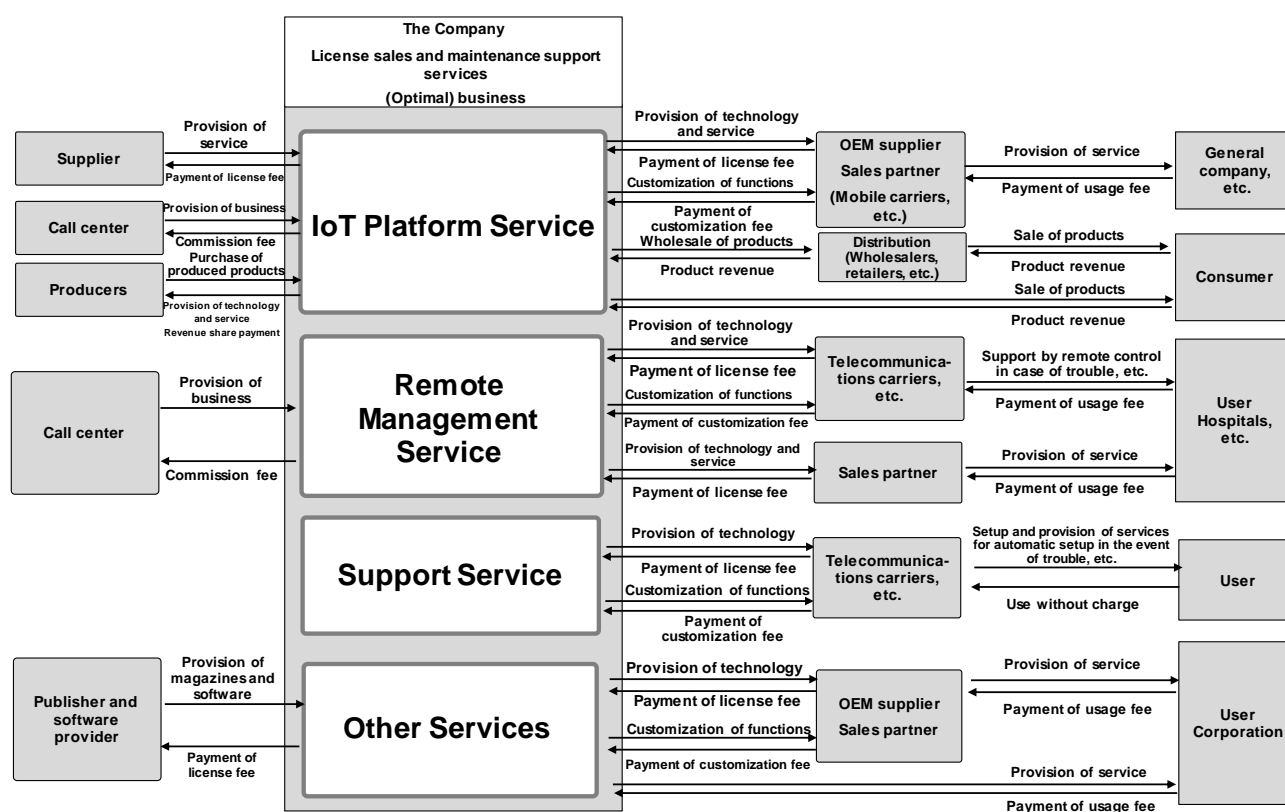 The Company
License sales and maintenance support
services
(Optimal) business
Provision of
service
Supplier
Payment of license fee
Provision of business
Call center
Commission fee
Purchase of
produced products
Producers
Provision of technology
and service
Revenue share payment
IoT Platform Service
Provision of technology
and service
Payment of license fee
Customization of functions
Payment of
customization fee
Wholesale of products
Product revenue
OEM supplier
Sales partner
(Mobile carriers,
etc.)
Distribution
(Wholesalers,
retailers, etc.)
Provision of service
Payment of usage fee
General
company,
etc.
Sale of products
Product revenue
Consumer
Sale of products
Product revenue
Call center
Provision of
business
Commission fee
Remote
Management
Service
Provision of technology
and service
Payment of license fee
Customization of functions
Payment of customization fee
Telecommunica-
tions carriers,
etc.
Support by remote control
in case of trouble, etc.
Payment of usage fee
User
Hospitals,
etc.
Provision of technology and
service
Payment of license fee
Sales partner
Provision of service
Payment of usage fee
Support Service
Provision of technology
Payment of license fee
Customization of functions
Payment of
customization fee
Telecommunica-
tions carriers,
etc.
Setup and provision of services
for automatic setup in the event
of trouble, etc.
Use without charge
User
Publisher and
software
provider
Provision of
magazines and
software
Payment of
license fee
Other Services
Provision of technology
Payment of license fee
Customization of functions
Payment of customization fee
OEM supplier
Sales partner
Provision of service
Payment of usage fee
User
Corporation
Provision of service
Payment of usage fee